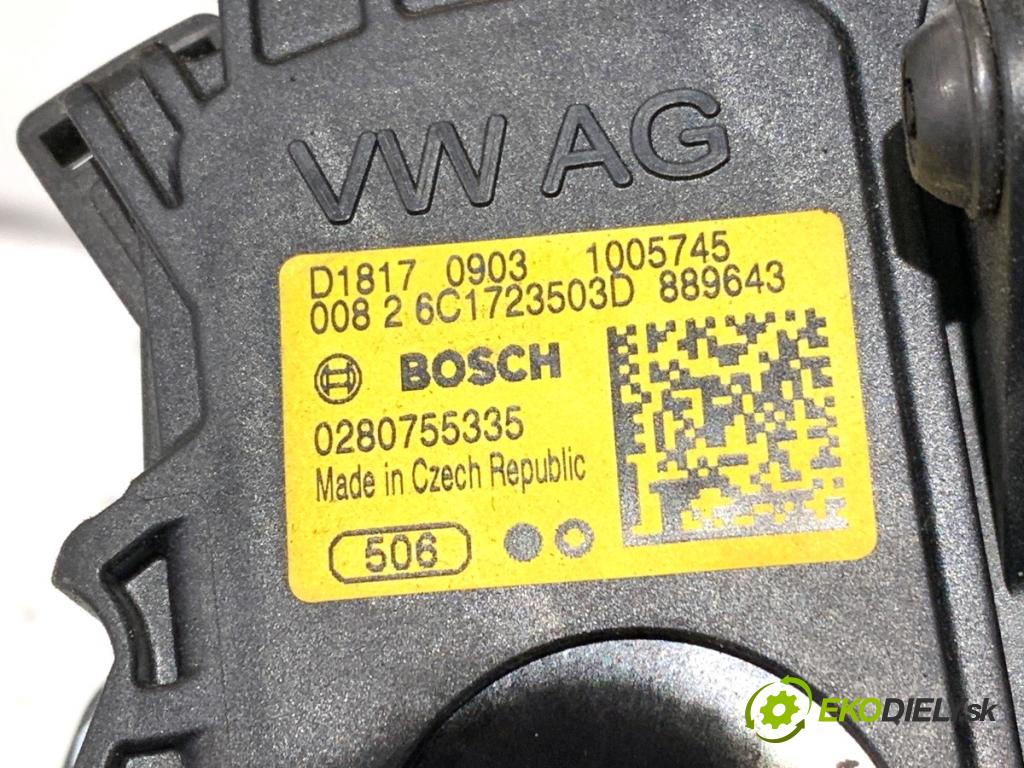 VW AG
D1817 0903 1005745
008 2 6C1723503D 889643
BOSCH
0280755335
Made in Czech Republic
506
EKODIELY.sk